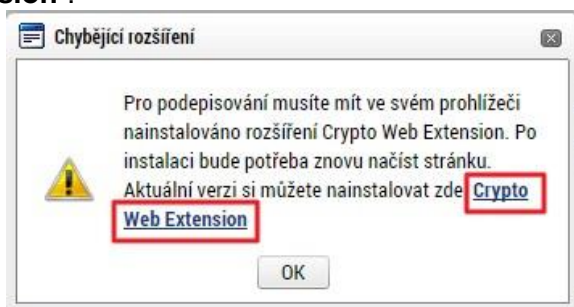 sion".
Chybějící rozšíření
Pro podepisování musíte mít ve svém prohlížeči
nainstalováno rozšíření Crypto Web Extension. Po
instalaci bude potřeba znovu načíst stránku.
Aktuální verzi si můžete nainstalovat zde Crypto
Web Extension
OK